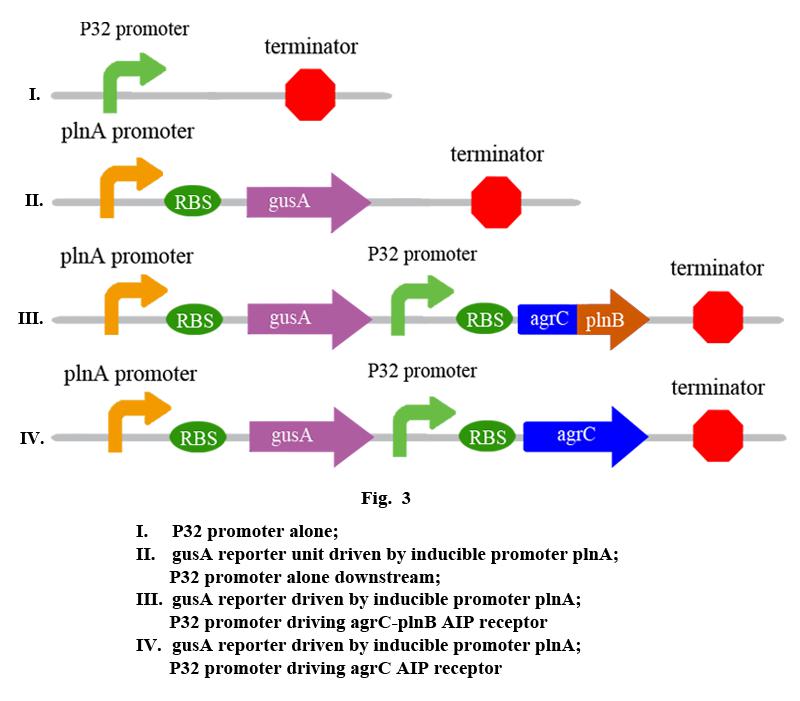 P32 promoter
terminator
I.
plnA promoter
terminator
II. RBS gusA
plnA promoter
P32 promoter
terminator
III. RBS gusA RBS agrC plnB
plnA promoter
P32 promoter
terminator
IV. RBS gusA RBS agrC
Fig. 3
I. P32 promoter alone;
II. gusA reporter unit driven by inducible promoter plnA;
P32 promoter alone downstream;
III. gusA reporter driven by inducible promoter plnA;
P32 promoter driving agrC-plnB AIP receptor
IV. gusA reporter driven by inducible promoter plnA;
P32 promoter driving agrC AIP receptor